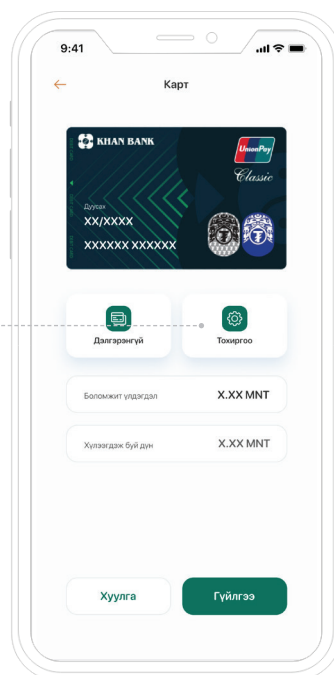 9:41
Карт
KHAN BANK
UnionPay
Classic
Дуусах
XX/XXXX
XXXXXX XXXXXX
Дэлгэрэнгүй
Тохиргоо
Боломжит үлдэгдэл
X.XX MNT
Хүлээгдэж буй дүн
X.XX MNT
Хуулга
Гүйлгээ